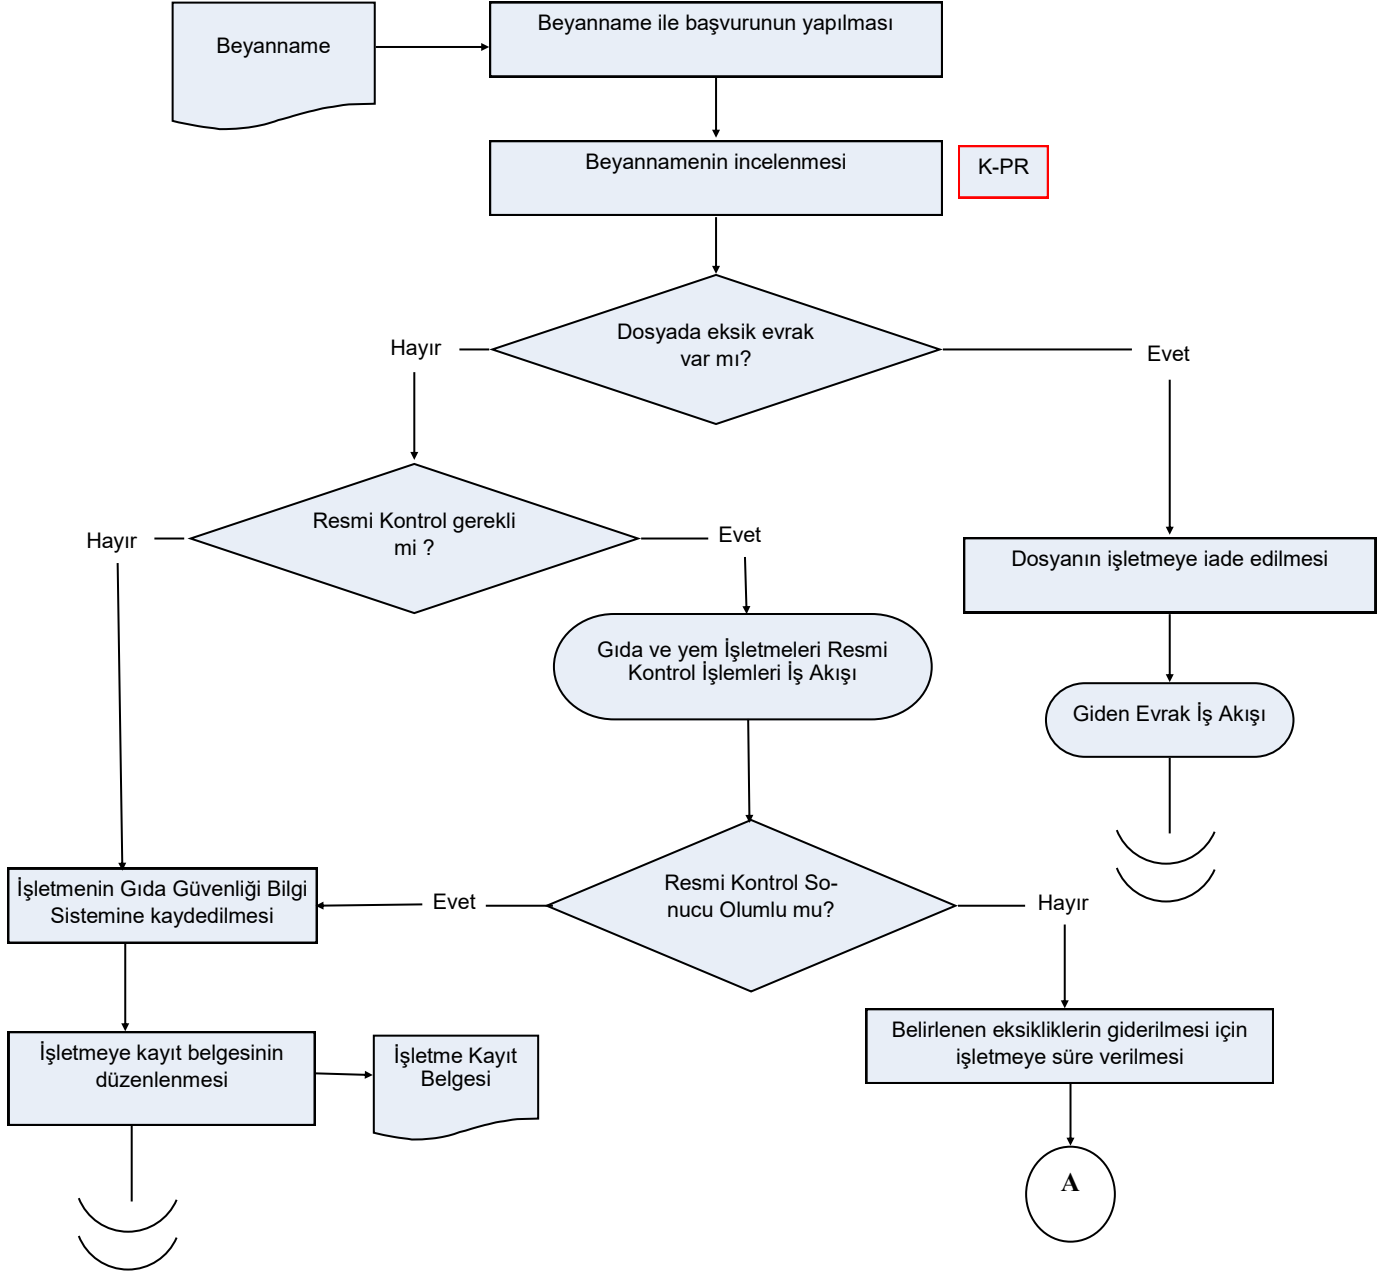 Beyanname
Beyanname ile başvurunun yapılması
Beyannamenin incelenmesi
K-PR
Dosyada eksik evrak
var mı?
Hayır
Evet
Resmi Kontrol gerekli
mi ?
Hayır
Evet
Dosyanın işletmeye iade edilmesi
Gıda ve yem İşletmeleri Resmi
Kontrol İşlemleri İş Akışı
Giden Evrak İş Akışı
İşletmenin Gıda Güvenliği Bilgi
Sistemine kaydedilmesi
Evet
Resmi Kontrol So-
nucu Olumlu mu?
Hayır
Belirlenen eksikliklerin giderilmesi için
işletmeye süre verilmesi
İşletmeye kayıt belgesinin
düzenlenmesi
İşletme Kayıt
Belgesi
A